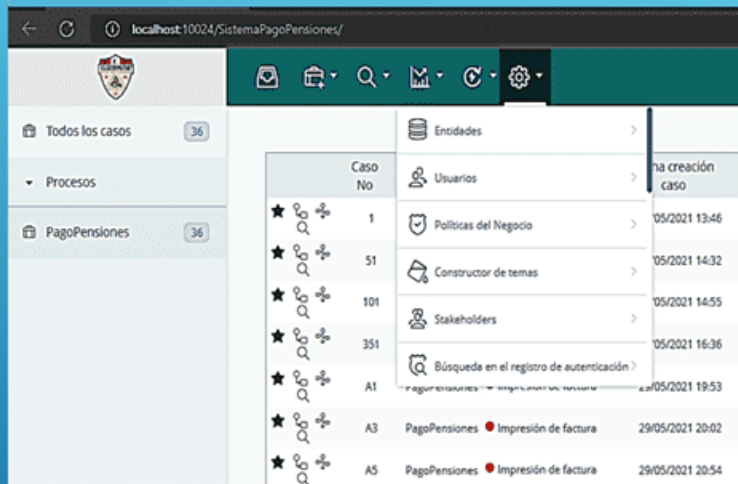 localhost:10024/SistemaPagoPensiones/
Todos los casos 36
Procesos
PagoPensiones 36
Entidades
Usuarios
Políticas del Negocio
Constructor de temas
Stakeholders
Búsqueda en el registro de autenticación
Caso No
creación caso
1 05/2021 13:46
51 /05/2021 14:32
101 /05/2021 14:55
351 /05/2021 16:36
A1 PagoPensiones Impresión de factura 29/05/2021 19:53
A3 PagoPensiones Impresión de factura 29/05/2021 20:02
A5 PagoPensiones Impresión de factura 29/05/2021 20:54